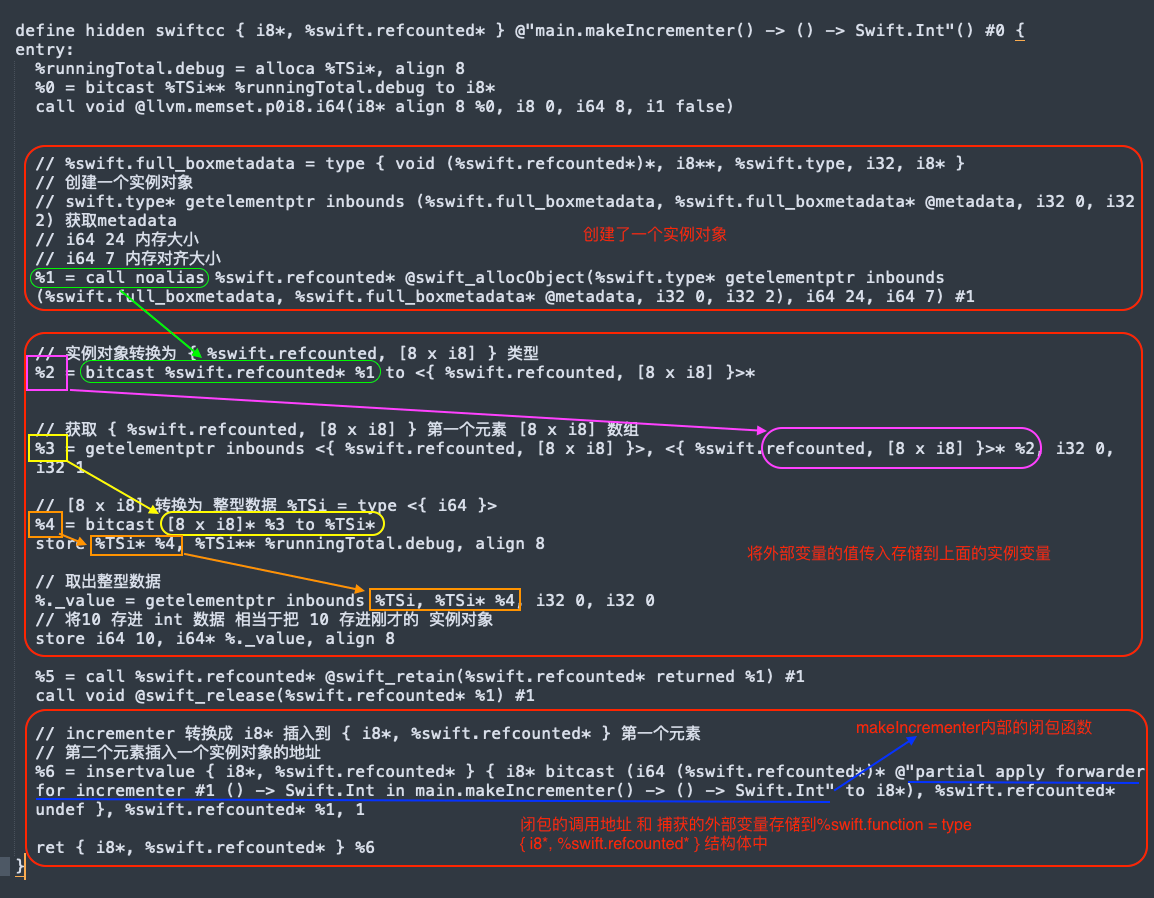 define hidden swiftcc { i8*, %swift.refcounted* } @"main.makeIncrementer() -> () -> Swift.Int"() #0 {
entry:
%runningTotal.debug = alloca %TSi*, align 8
%0 = bitcast %TSi** %runningTotal.debug to i8*
call void @llvm.memset.p0i8.i64(i8* align 8 %0, i8 0, i64 8, i1 false)
// %swift.full_boxmetadata = type { void (%swift.refcounted*)*, i8**, %swift.type, i32, i8* }
// 创建一个实例对象
// swift.type* getelementptr inbounds (%swift.full_boxmetadata, %swift.full_boxmetadata* @metadata, i32 0, i32
2) 获取metadata
创建了一个实例对象
// i64 24 内存大小
// i64 7 内存对齐大小
%1 = call noalias %swift.refcounted* @swift_allocObject(%swift.type* getelementptr inbounds
(%swift.full_boxmetadata, %swift.full_boxmetadata* @metadata, i32 0, i32 2), i64 24, i64 7) #1
// 实例对象转换为 { %swift.refcounted, [8 x i8] } 类型
%2 = bitcast %swift.refcounted* %1 to <{ %swift.refcounted, [8 x i8] }>*
// 获取 { %swift.refcounted, [8 x i8] } 第一个元素 [8 x i8] 数组
%3 = getelementptr inbounds <{ %swift.refcounted, [8 x i8] }>, <{ %swift.refcounted, [8 x i8] }>* %2, i32 0,
i32 1
// [8 x i8] 转换为 整型数据 %TSi = type <{ i64 }>
%4 = bitcast [8 x i8]* %3 to %TSi*
store %TSi* %4, %TSi** %runningTotal.debug, align 8
将外部变量的值传入存储到上面的实例变量
// 取出整型数据
%._value = getelementptr inbounds %TSi, %TSi* %4, i32 0, i32 0
// 将10 存进 int 数据 相当于把 10 存进刚才的 实例对象
store i64 10, i64* %._value, align 8
%5 = call %swift.refcounted* @swift_retain(%swift.refcounted* returned %1) #1
call void @swift_release(%swift.refcounted* %1) #1
makeIncrementer内部的闭包函数
// incrementer 转换成 i8* 插入到 { i8*, %swift.refcounted* } 第一个元素
// 第二个元素插入一个实例对象的地址
%6 = insertvalue { i8*, %swift.refcounted* } { i8* bitcast (i64 (%swift.refcounted*)* @"partial apply forwarder
for incrementer #1 () -> Swift.Int in main.makeIncrementer() -> () -> Swift.Int" to i8*), %swift.refcounted*
undef }, %swift.refcounted* %1, 1
闭包的调用地址 和 捕获的外部变量存储到%swift.function = type
{ i8*, %swift.refcounted* } 结构体中
ret { i8*, %swift.refcounted* } %6
}